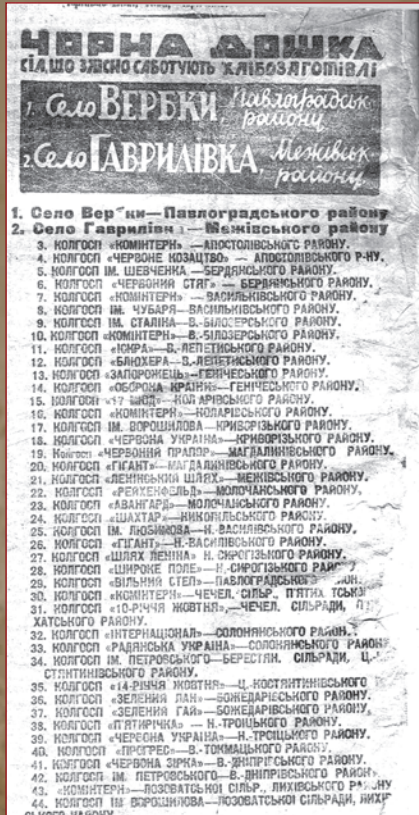 ЧОРНА ДОШКА
СІЛ, ЩО ЗЛІСНО САБОТУЮТЬ ХЛІБОЗАГОТІВЛІ
1. Село ВЕРБКИ, Павлоградськ. району
2. Село ГАВРИЛІВКА, Межівськ. району
1. Село Вербки—Павлоградського району
2. Село Гаврилівка—Межівського району
3. КОЛГОСП «КОМІНТЕРН» —АПОСТОЛІВСЬКОГО РАЙОНУ.
4. КОЛГОСП «ЧЕРВОНЕ КОЗАЦТВО» — АПОСТОЛІВСЬКОГО Р-НУ.
5. КОЛГОСП ІМ. ШЕВЧЕНКА —БЕРДЯНСЬКОГО РАЙОНУ.
6. КОЛГОСП «ЧЕРВОНИЙ СТЯГ» — БЕРДЯНСЬКОГО РАЙОНУ.
7. КОЛГОСП «КОМІНТЕРН» —ВАСИЛЬКІВСЬКОГО РАЙОНУ.
8. КОЛГОСП ІМ. ЧУБАРЯ—ВАСИЛЬКІВСЬКОГО РАЙОНУ.
9. КОЛГОСП ІМ. СТАЛІНА—В.-БІЛОЗЕРСЬКОГО РАЙОНУ.
10. КОЛГОСП «КОМІНТЕРН»—В.-БІЛОЗЕРСЬКОГО РАЙОНУ.
11. КОЛГОСП «ІСКРА»—В.-ЛЕПЕТИСЬКОГО РАЙОНУ.
12. КОЛГОСП «БЛЮХЕРА—В.-ЛЕПЕТИСЬКОГО РАЙОНУ.
13. КОЛГОСП «ЗАПОРОЖЕЦЬ»—ГЕНІЧЕСЬКОГО РАЙОНУ.
14. КОЛГОСП «ОБОРОНА КРАЇНИ»—ГЕНІЧЕСЬКОГО РАЙОНУ.
15. КОЛГОСП «17 —КОЛАРІВСЬКОГО РАЙОНУ.
16. КОЛГОСП «КОМІНТЕРН»—КОЛАРІВСЬКОГО РАЙОНУ.
17. КОЛГОСП ІМ. ВОРОШИЛОВА—КРИВОРІЗЬКОГО РАЙОНУ.
18. КОЛГОСП «ЧЕРВОНА УКРАЇНА»—КРИВОРІЗЬКОГО РАЙОНУ.
19. Колгосп «ЧЕРВОНИЙ ПРАПОР»—МАГДАЛИНІВСЬКОГО РАЙОНУ.
20. КОЛГОСП «ГІГАНТ»—МАГДАЛИНІВСЬКОГО РАЙОНУ.
21. КОЛГОСП «ЛЕНІНСЬКИЙ ШЛЯХ»—МЕЖІВСЬКОГО РАЙОНУ.
22. КОЛГОСП «РЕЙХЕНФЕЛЬД»—МОЛОЧАНСЬКОГО РАЙОНУ.
23. КОЛГОСП «АВАНГАРД»—МОЛОЧАНСЬКОГО РАЙОНУ.
24. КОЛГОСП «ШАХТАР»—НИКОПІЛЬСЬКОГО РАЙОНУ.
25. КОЛГОСП ІМ. ЛЮБІМОВА—Н.-ВАСИЛІВСЬКОГО РАЙОНУ.
26. КОЛГОСП «ГІГАНТ»—Н.-ВАСИЛІВСЬКОГО РАЙОНУ.
27. КОЛГОСП «ШЛЯХ ЛЕНІНА» Н. СИРОГІЗЬКОГО РАЙОНУ.
28. КОЛГОСП «ШИРОКЕ ПОЛЕ»—Н.-СИРОГІЗЬКОГО РАЙОНУ
29. КОЛГОСП «ВІЛЬНИЙ СТЕП»—ПАВЛОГРАДСЬКОГО
30. КОЛГОСП «КОМІНТЕРН»—ЧЕЧЕЛ. СІЛЬР.,
31. КОЛГОСП «10-РІЧЧЯ ЖОВТНЯ»,—ЧЕЧЕЛ. СІЛЬРАДИ,
ХАТСЬКОГО РАЙОНУ.
32. КОЛГОСП «ІНТЕРНАЦІОНАЛ»—СОЛОНЯНСЬКОГО
33. КОЛГОСП «РАДЯНСЬКА УКРАЇНА»—СОЛОНЯНСЬКОГО РАЙОНУ
34. КОЛГОСП ІМ. ПЕТРОВСЬКОГО—БЕРЕСТЯН. СІЛЬРАДИ,
СТЯНТИНІВСЬКОГО РАЙОНУ.
35. КОЛГОСП «14-РІЧЧЯ ЖОВТНЯ»—Ц.-КОСТЯНТИНІВСЬКОГО
36. КОЛГОСП «ЗЕЛЕНИЙ ЛАН»—БОЖЕДАРІВСЬКОГО РАЙОНУ.
37. КОЛГОСП «ЗЕЛЕНИЙ ГАЙ»—БОЖЕДАРІВСЬКОГО РАЙОНУ.
38. КОЛГОСП «П'ЯТИРІЧКА» — Н-ТРОЇЦЬКОГО РАЙОНУ.
39. КОЛГОСП «ЧЕРВОНА УКРАЇНА»—Н-ТРОЇЦЬКОГО РАЙОНУ.
40. КОЛГОСП «ПРОГРЕС»—В-ТОКМАЦЬКОГО РАЙОНУ.
41. КОЛГОСП «ЧЕРВОНА ЗІРКА»—В-ДНІПРІВСЬКОГО РАЙОНУ.
42. КОЛГОСП ІМ. ПЕТРОВСЬКОГО—В-ДНІПРІВСЬКОГО РАЙОНУ
43. «КОМІНТЕРН»—ЛОЗОВАТСЬКОЇ СІЛЬР., ЛИХІВСЬКОГО РАЙОНУ
44. КОЛГОСП ІМ ВОРОШИЛОВА—ЛОЗОВАТСЬКОЇ СІЛЬРАДИ,